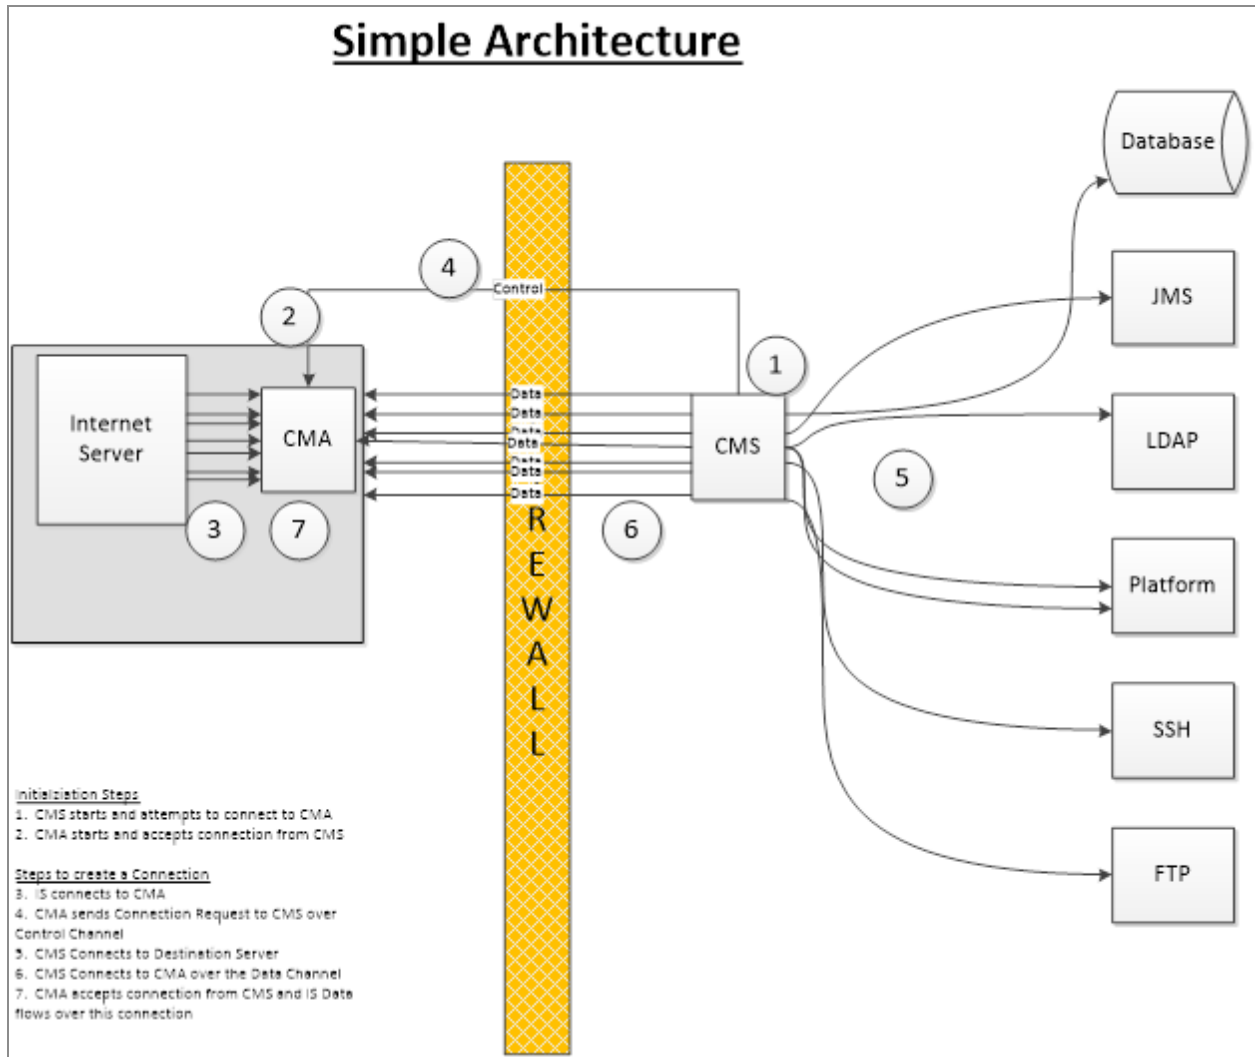 Simple Architecture
Database
4
Control
JMS
2
1
Internet
Server
CMA
Data
Data
Data
Data
Data
Data
Data
CMS
LDAP
5
3
7
6
R
E
W
A
L
L
Platform
SSH
FTP
Initialziation Steps
1. CMS starts and attempts to connect to CMA
2. CMA starts and accepts connection from CMS
Steps to create a Connection
3. IS connects to CMA
4. CMA sends Connection Request to CMS over
Control Channel
5. CMS Connects to Destination Server
6. CMS Connects to CMA over the Data Channel
7. CMA accepts connection from CMS and IS Data
flows over this connection